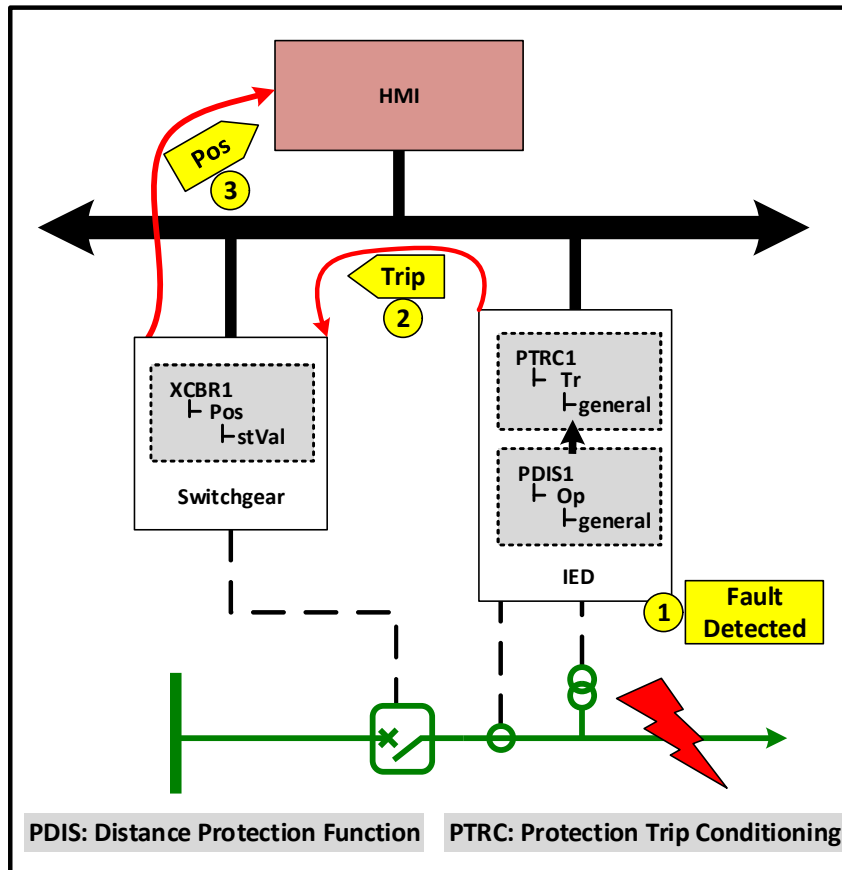 HMI
Pos
3
Trip
2
PTRC1
Tr
general
XCBR1
Pos
stVal
PDIS1
Op
general
Switchgear
IED
1
Fault
Detected
PDIS: Distance Protection Function
PTRC: Protection Trip Conditioning